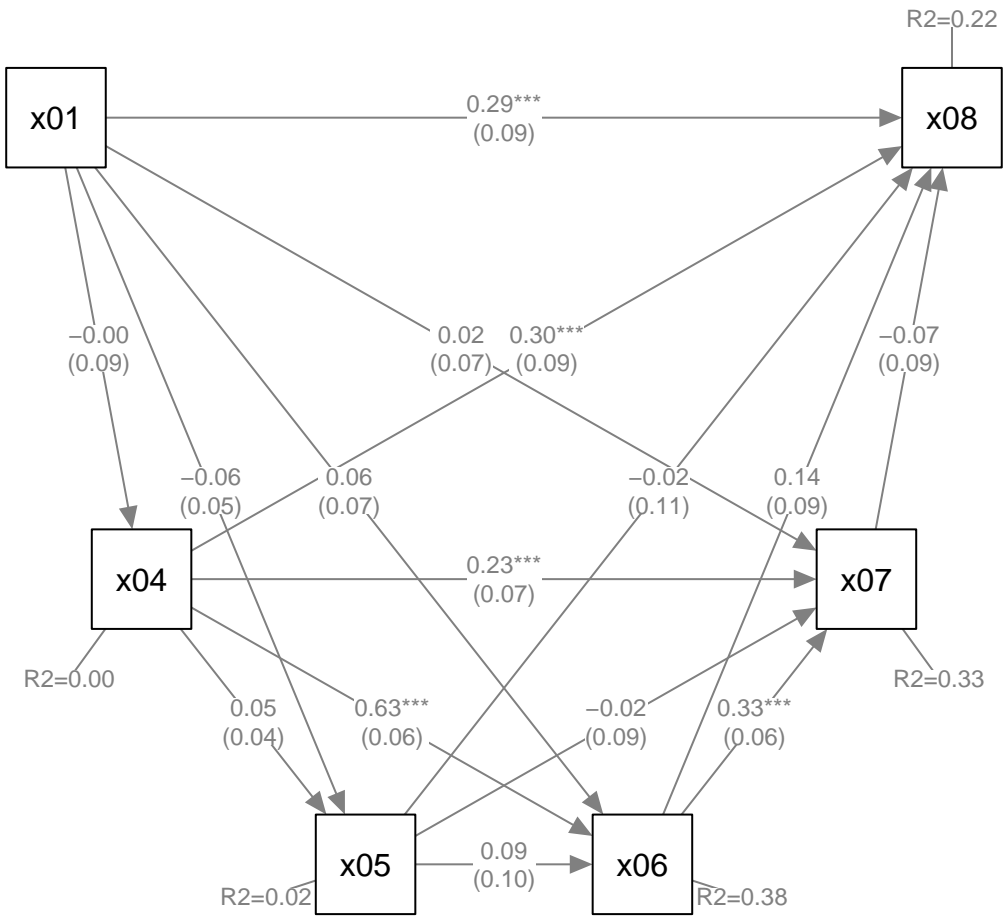 R2=0.22
x01
0.29***
(0.09)
x08
−0.00
(0.09)
0.02
(0.07)
0.30***
(0.09)
−0.07
(0.09)
−0.06
(0.05)
0.06
(0.07)
−0.02
(0.11)
0.14
(0.09)
x04
0.23***
(0.07)
x07
R2=0.00
R2=0.33
0.05
(0.04)
0.63***
(0.06)
−0.02
(0.09)
0.33***
(0.06)
x05
0.09
(0.10)
x06
R2=0.02
R2=0.38